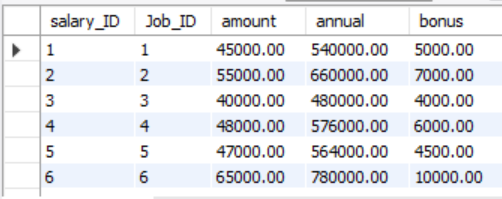 salary_ID Job_ID amount annual bonus
1 1 45000.00 540000.00 5000.00
2 2 55000.00 660000.00 7000.00
3 3 40000.00 480000.00 4000.00
4 4 48000.00 576000.00 6000.00
5 5 47000.00 564000.00 4500.00
6 6 65000.00 780000.00 10000.00